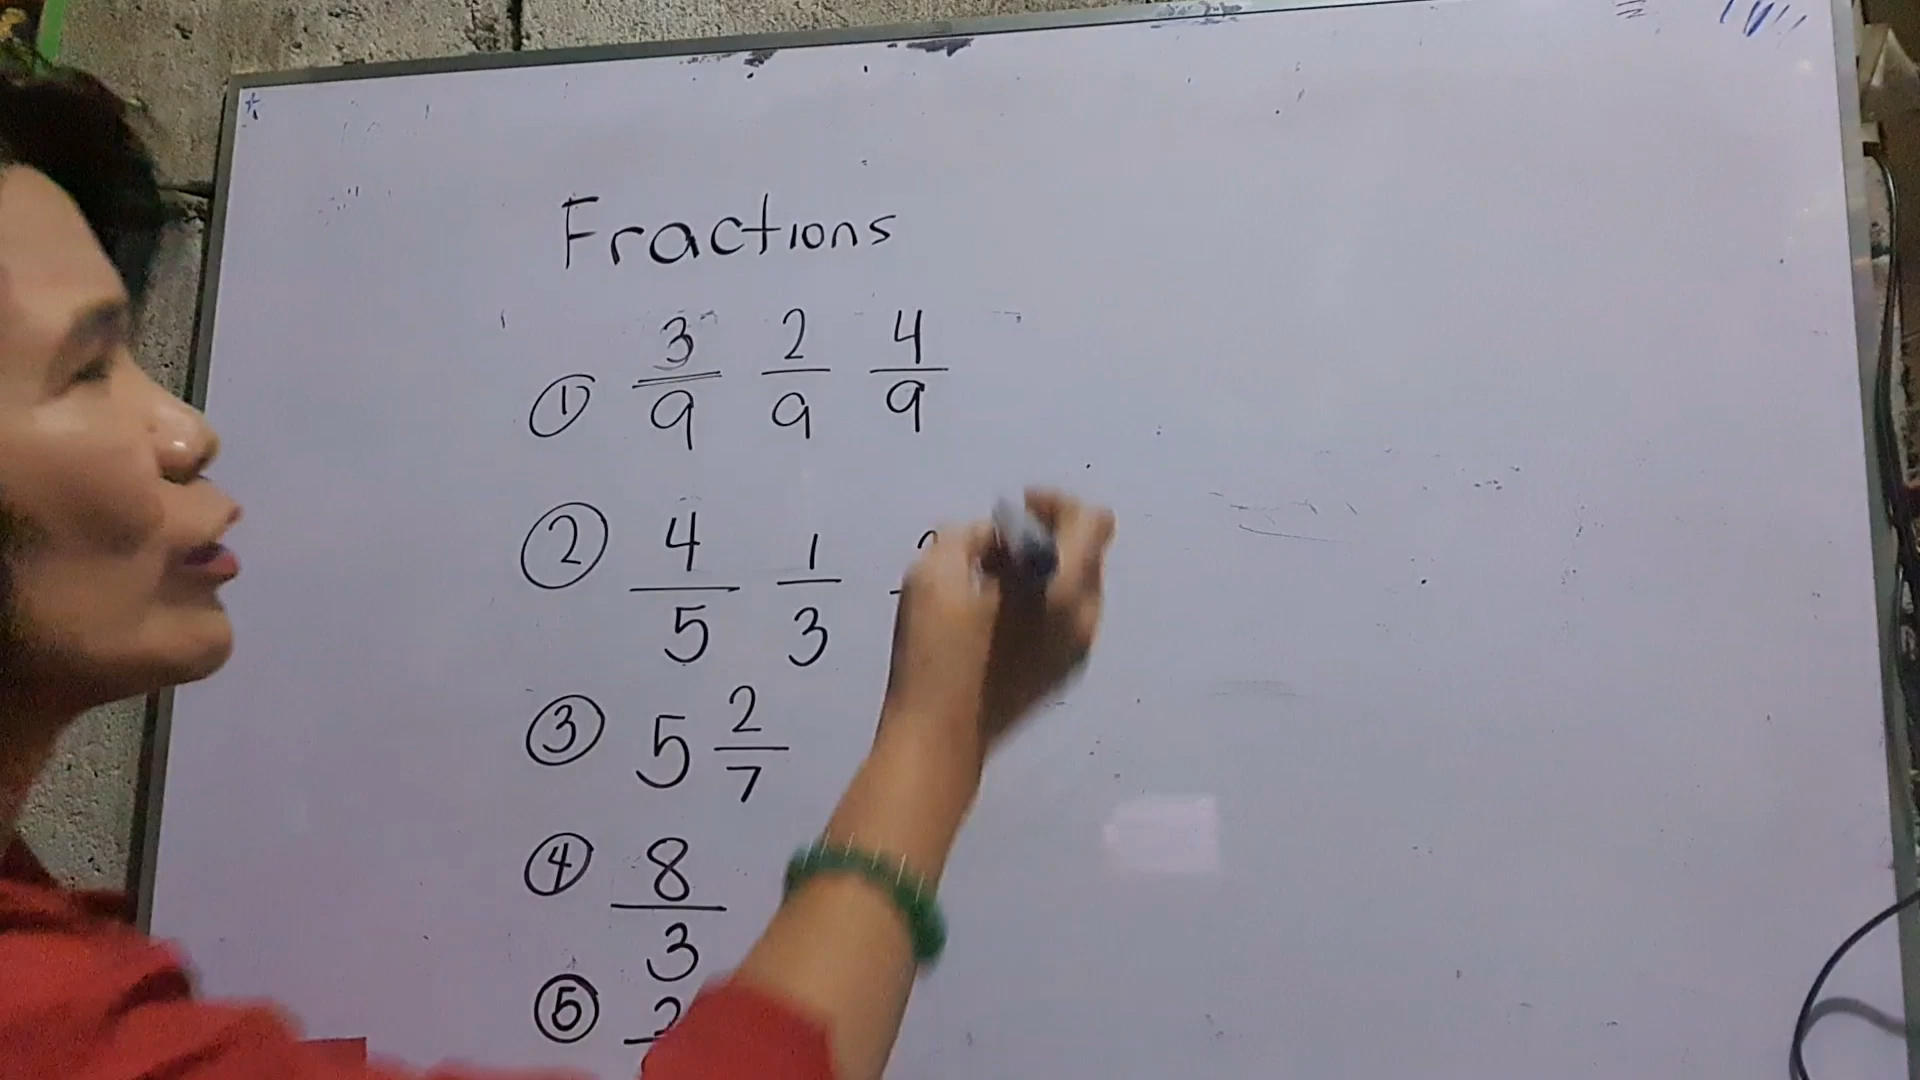 Fractions
① 3/9 2/9 4/9
② 4/5 1/3
③ 5 2/7
④ 8/3
⑤ 2